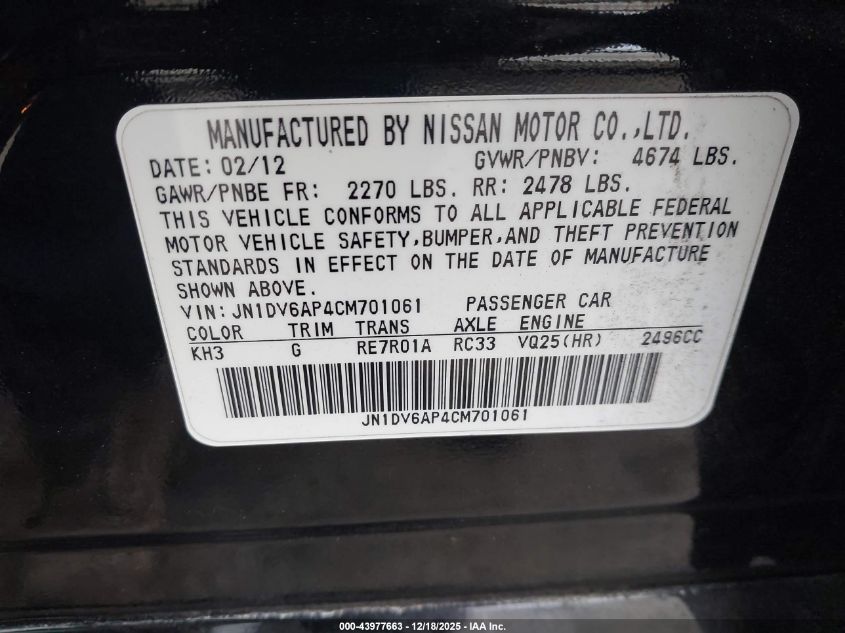 MANUFACTURED BY NISSAN MOTOR CO.,LTD.
DATE: 02/12 GVWR/PNBV: 4674 LBS.
GAWR/PNBE FR: 2270 LBS. RR: 2478 LBS.
THIS VEHICLE CONFORMS TO ALL APPLICABLE FEDERAL
MOTOR VEHICLE SAFETY,BUMPER,AND THEFT PREVENTION
STANDARDS IN EFFECT ON THE DATE OF MANUFACTURE
SHOWN ABOVE.
VIN: JN1DV6AP4CM701061 PASSENGER CAR
COLOR TRIM TRANS AXLE ENGINE
KH3 G RE7R01A RC33 VQ25(HR) 2496CC
JN1DV6AP4CM701061
000-43977663 - 12/18/2025 - IAA Inc.